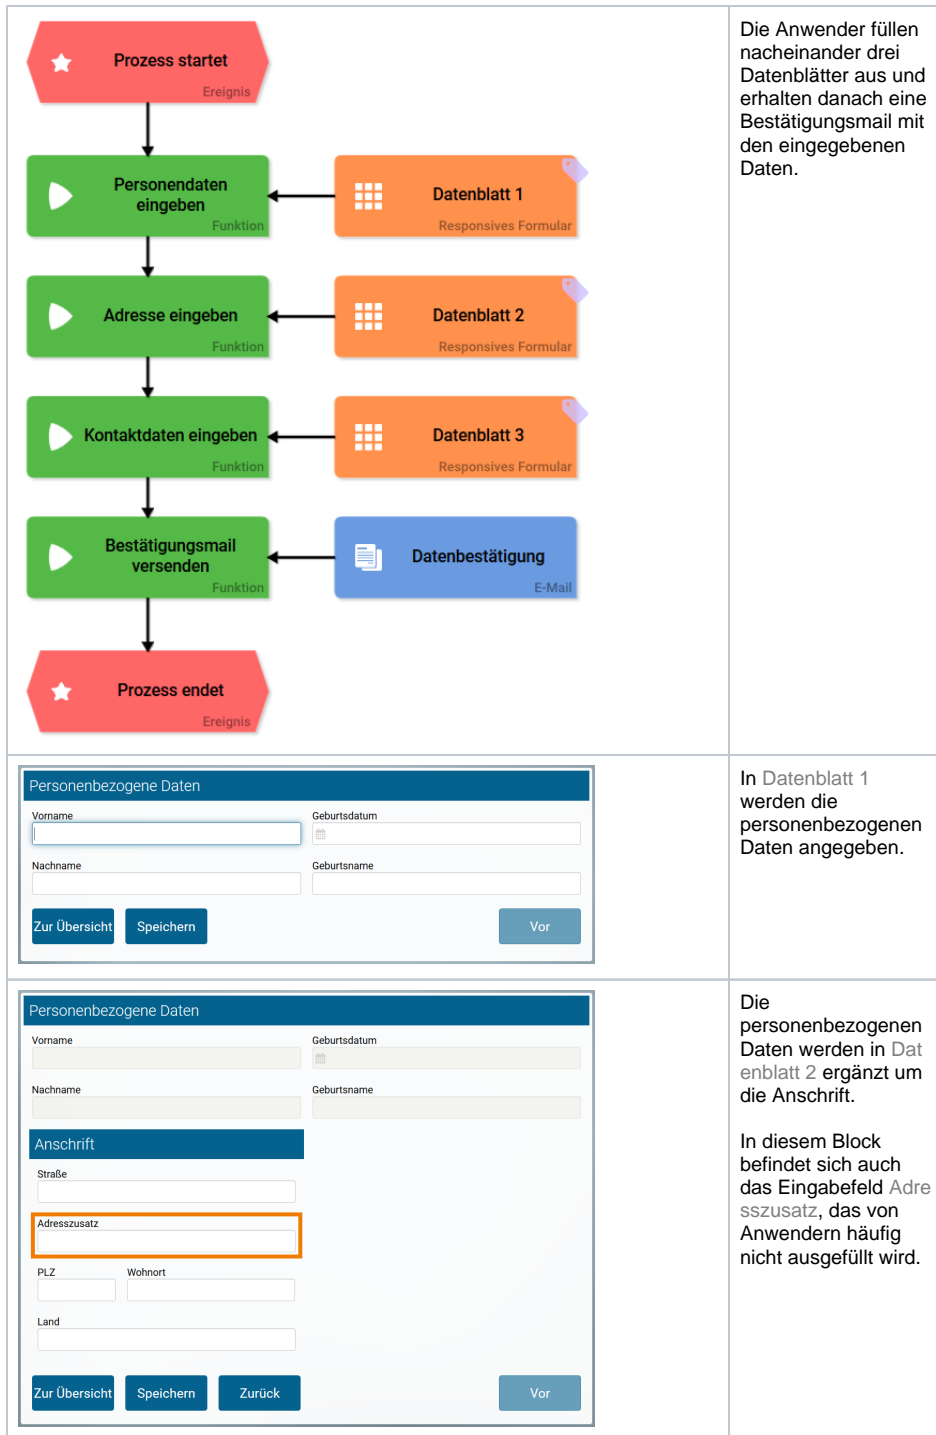 Prozess startet
Ereignis
Personendaten
eingeben
Funktion
Datenblatt 1
Responsives Formular
Adresse eingeben
Funktion
Datenblatt 2
Responsives Formular
Kontaktdaten eingeben
Funktion
Datenblatt 3
Responsives Formular
Bestätigungsmail
versenden
Funktion
Datenbestätigung
E-Mail
Prozess endet
Ereignis
Die Anwender füllen
nacheinander drei
Datenblätter aus und
erhalten danach eine
Bestätigungsmail mit
den eingegebenen
Daten.
Personenbezogene Daten
Vorname
Geburtsdatum
Nachname
Geburtsname
Zur Übersicht
Speichern
Vor
In Datenblatt 1
werden die
personenbezogenen
Daten angegeben.
Personenbezogene Daten
Vorname
Geburtsdatum
Nachname
Geburtsname
Anschrift
Straße
Adresszusatz
PLZ
Wohnort
Land
Zur Übersicht
Speichern
Zurück
Vor
Die
personenbezogenen
Daten werden in Dat
enblatt 2 ergänzt um
die Anschrift.
In diesem Block
befindet sich auch
das Eingabefeld Adre
sszusatz, das von
Anwendern häufig
nicht ausgefüllt wird.